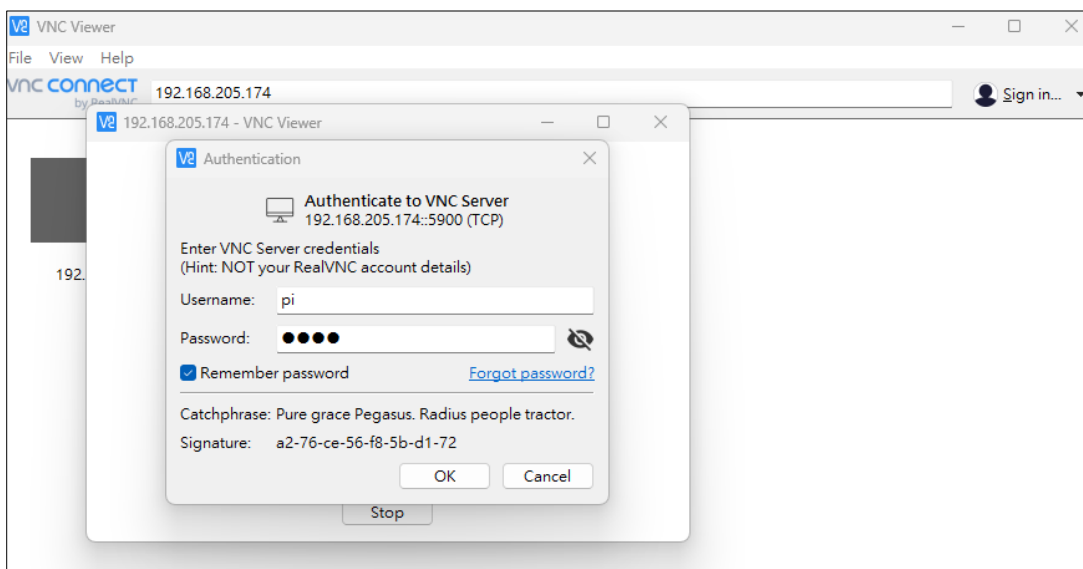 VNC Viewer
File View Help
vnc connect
by RealVNC
192.168.205.174
Sign in...
192.168.205.174 - VNC Viewer
Authentication
Authenticate to VNC Server
192.168.205.174::5900 (TCP)
Enter VNC Server credentials
(Hint: NOT your RealVNC account details)
192.
Username: pi
Password: ●●●●
Remember password Forgot password?
Catchphrase: Pure grace Pegasus. Radius people tractor.
Signature: a2-76-ce-56-f8-5b-d1-72
OK Cancel
Stop